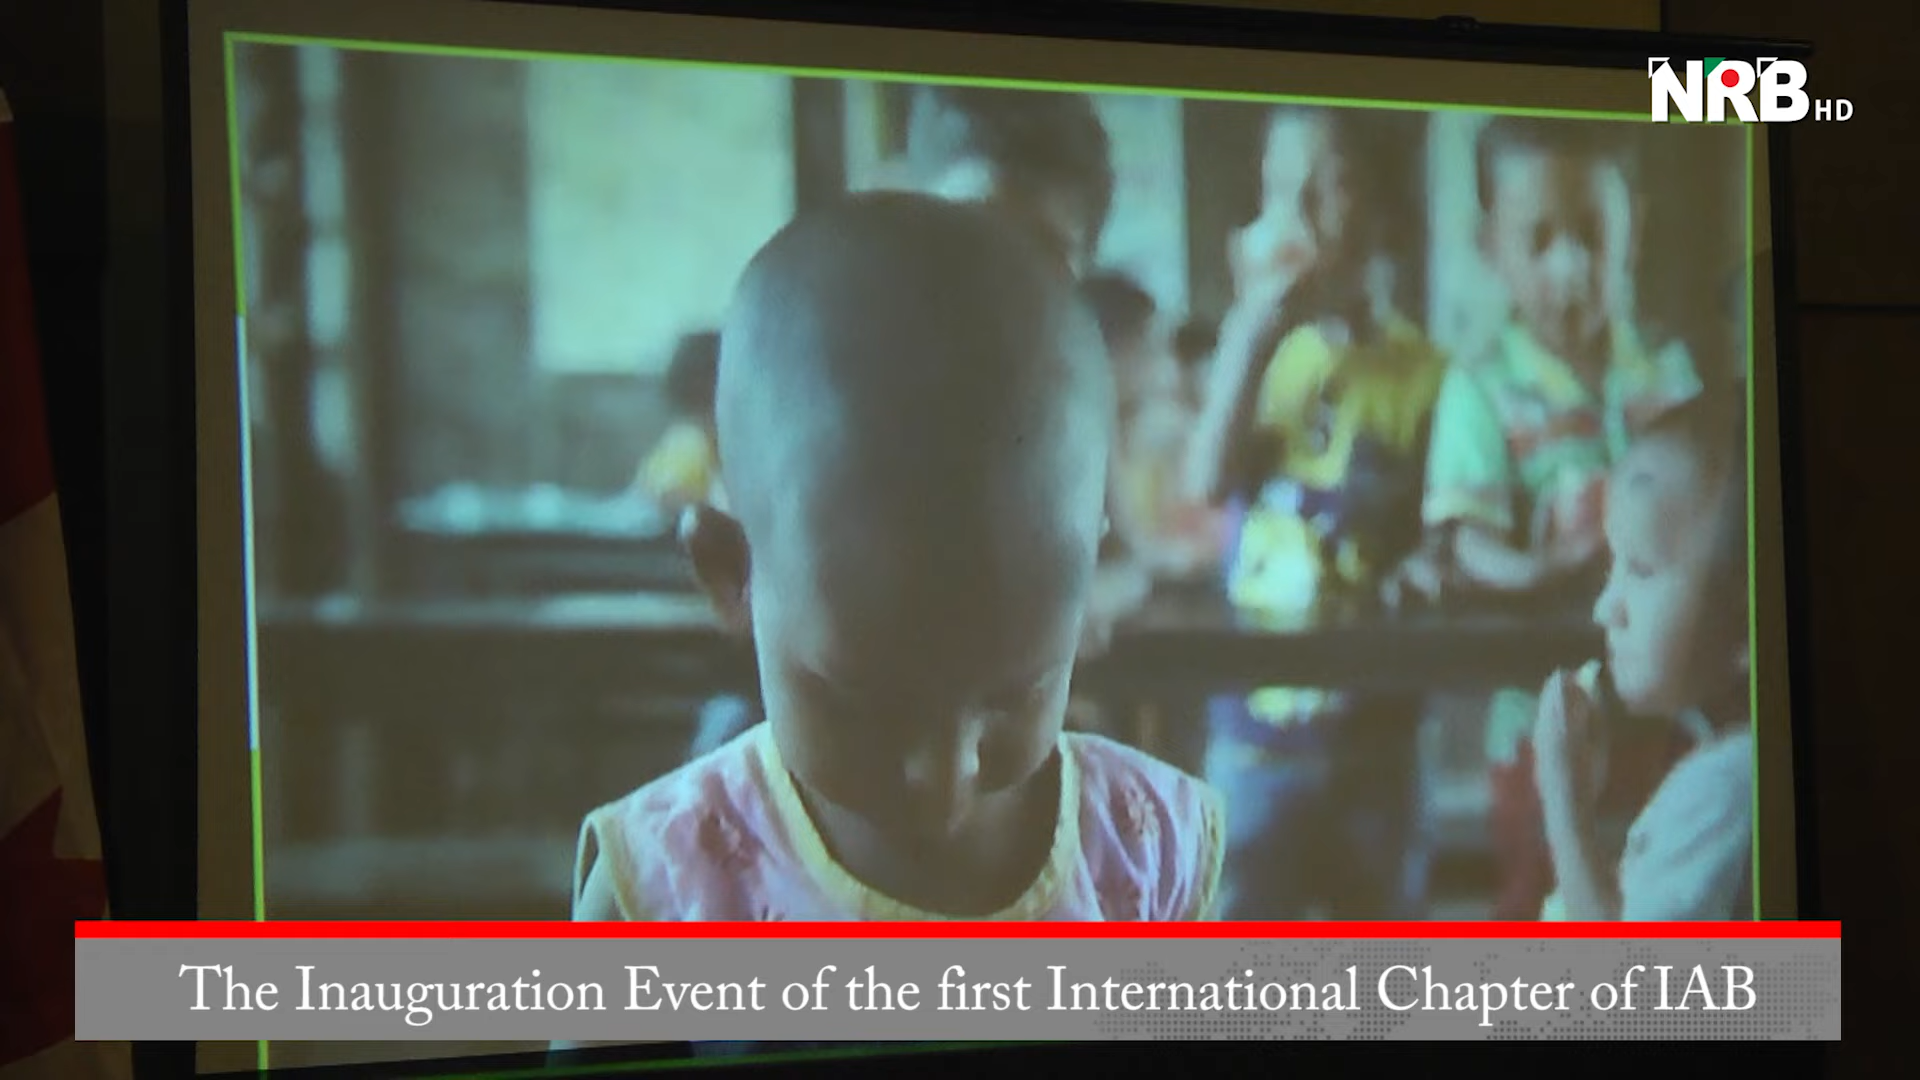 NRB HD
The Inauguration Event of the first International Chapter of IAB